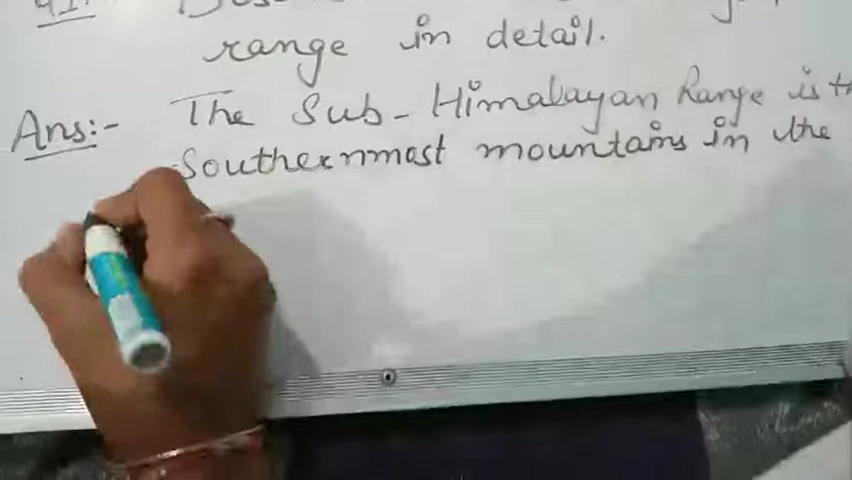 range in detail.
Ans:- The Sub-Himalayan Range is
Southernmost mountains in the